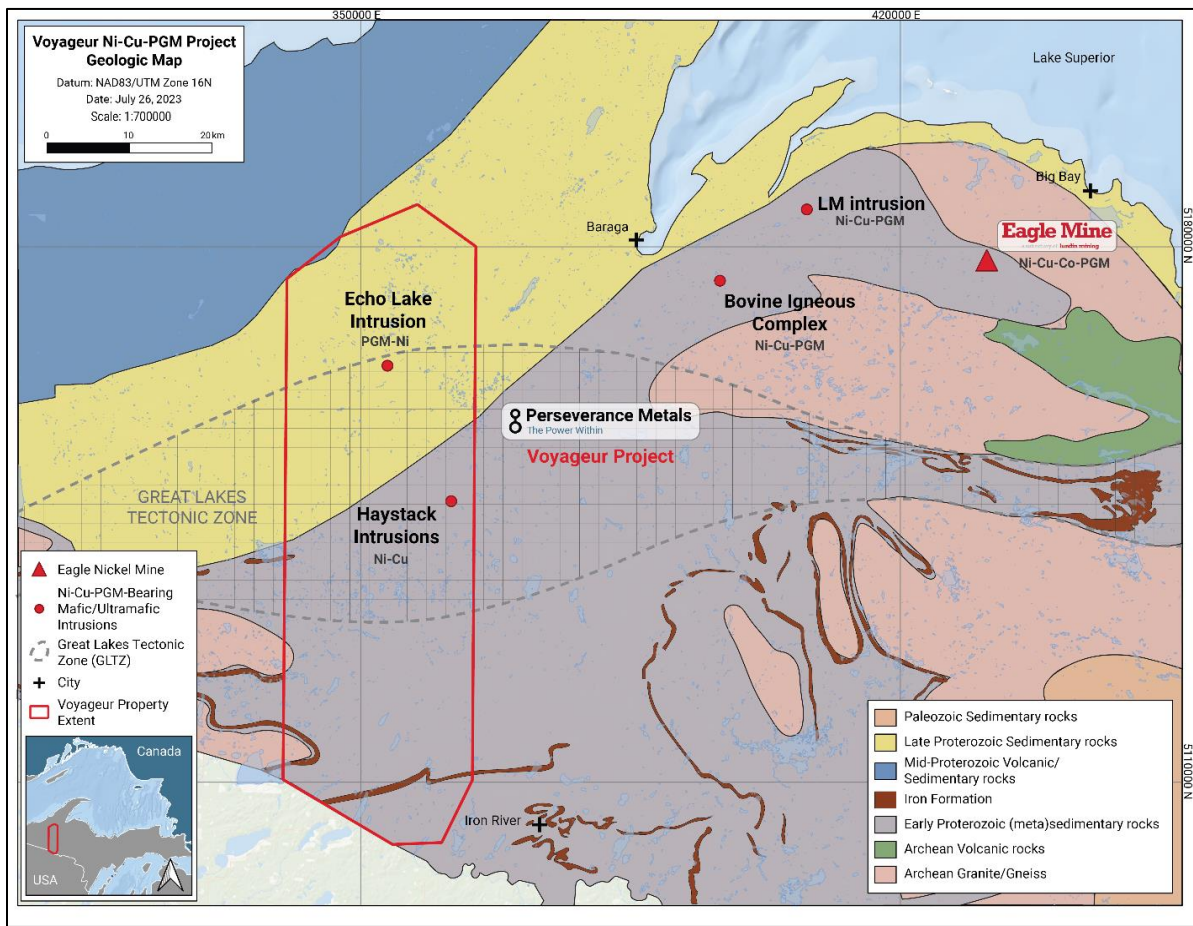 350000 E
420000 E
Voyageur Ni-Cu-PGM Project
Geologic Map
Datum: NAD83/UTM Zone 16N
Date: July 26, 2023
Scale: 1:700000
0 10 20 km
Lake Superior
Big Bay
LM intrusion
Ni-Cu-PGM
Baraga
5180000 N
Eagle Mine
lundin mining
Ni-Cu-Co-PGM
Echo Lake
Intrusion
PGM-Ni
Bovine Igneous
Complex
Ni-Cu-PGM
Perseverance Metals
The Power Within
Voyageur Project
GREAT LAKES
TECTONIC ZONE
Haystack
Intrusions
Ni-Cu
Eagle Nickel Mine
Ni-Cu-PGM-Bearing
Mafic/Ultramafic
Intrusions
Great Lakes Tectonic
Zone (GLTZ)
City
Voyageur Property
Extent
Canada
USA
Iron River
5110000 N
Paleozoic Sedimentary rocks
Late Proterozoic Sedimentary rocks
Mid-Proterozoic Volcanic/
Sedimentary rocks
Iron Formation
Early Proterozoic (meta)sedimentary rocks
Archean Volcanic rocks
Archean Granite/Gneiss